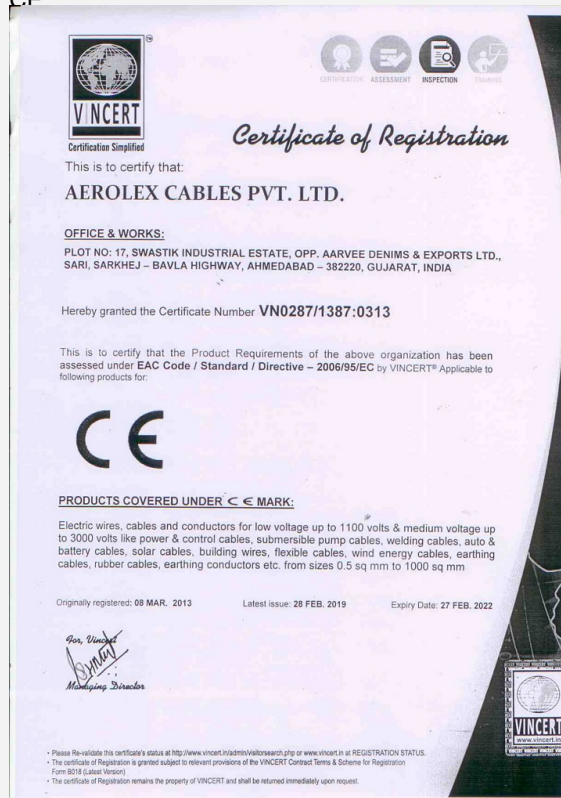 CE
VINCERT
TM
Certification Simplified
CERTIFICATION ASSESSMENT INSPECTION TRAINING
Certificate of Registration
This is to certify that:
AEROLEX CABLES PVT. LTD.
OFFICE & WORKS:
PLOT NO: 17, SWASTIK INDUSTRIAL ESTATE, OPP. AARVEE DENIMS & EXPORTS LTD.,
SARI, SARKHEJ – BAVLA HIGHWAY, AHMEDABAD – 382220, GUJARAT, INDIA
Hereby granted the Certificate Number VN0287/1387:0313
This is to certify that the Product Requirements of the above organization has been
assessed under EAC Code / Standard / Directive – 2006/95/EC by VINCERT® Applicable to
following products for:
CE
PRODUCTS COVERED UNDER C € MARK:
Electric wires, cables and conductors for low voltage up to 1100 volts & medium voltage up
to 3000 volts like power & control cables, submersible pump cables, welding cables, auto &
battery cables, solar cables, building wires, flexible cables, wind energy cables, earthing
cables, rubber cables, earthing conductors etc. from sizes 0.5 sq mm to 1000 sq mm
Originally registered: 08 MAR. 2013 Latest issue: 28 FEB. 2019 Expiry Date: 27 FEB. 2022
For, Vincert
Managing Director
VINCERT
www.vincert.in
• Please Re-validate this certificate's status at http://www.vincert.in/admin/visitorsearch.php or www.vincert.in at REGISTRATION STATUS.
• The certificate of Registration is granted subject to relevant provisions of the VINCERT Contract Terms & Scheme for Registration
Form B018 (Latest Version)
• The certificate of Registration remains the property of VINCERT and shall be returned immediately upon request.